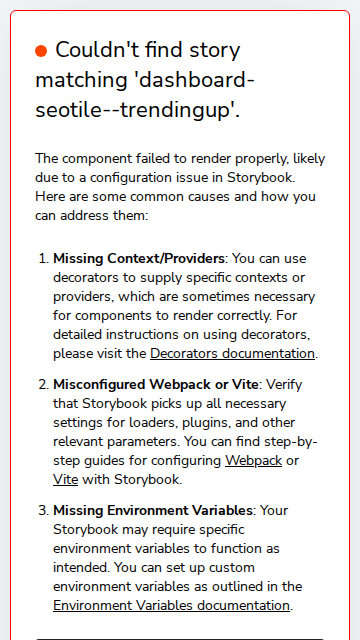 Couldn't find story
matching 'dashboard-
seotile--trendingup'.
The component failed to render properly, likely
due to a configuration issue in Storybook.
Here are some common causes and how you
can address them:
1. Missing Context/Providers: You can use
decorators to supply specific contexts or
providers, which are sometimes necessary
for components to render correctly. For
detailed instructions on using decorators,
please visit the Decorators documentation.
2. Misconfigured Webpack or Vite: Verify
that Storybook picks up all necessary
settings for loaders, plugins, and other
relevant parameters. You can find step-by-
step guides for configuring Webpack or
Vite with Storybook.
3. Missing Environment Variables: Your
Storybook may require specific
environment variables to function as
intended. You can set up custom
environment variables as outlined in the
Environment Variables documentation.